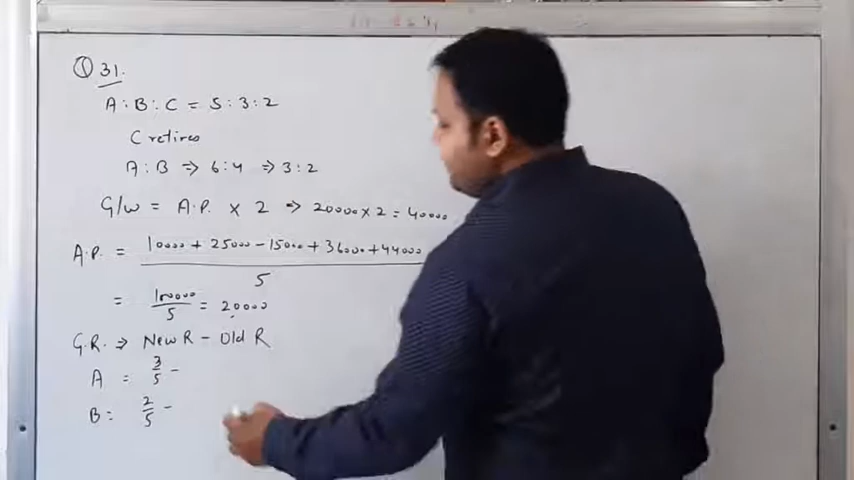 Q 31.
A : B : C = 5 : 3 : 2
C retires
A : B ⇒ 6 : 4 ⇒ 3 : 2
G/W = A.P. x 2 → 20000 x 2 = 40000
A.P. = 10000 + 25000 - 15000 + 36000 + 44000
5
= 100000/5 = 20000
G.R. → New R - Old R
A = 3/5 -
B : 2/5 -